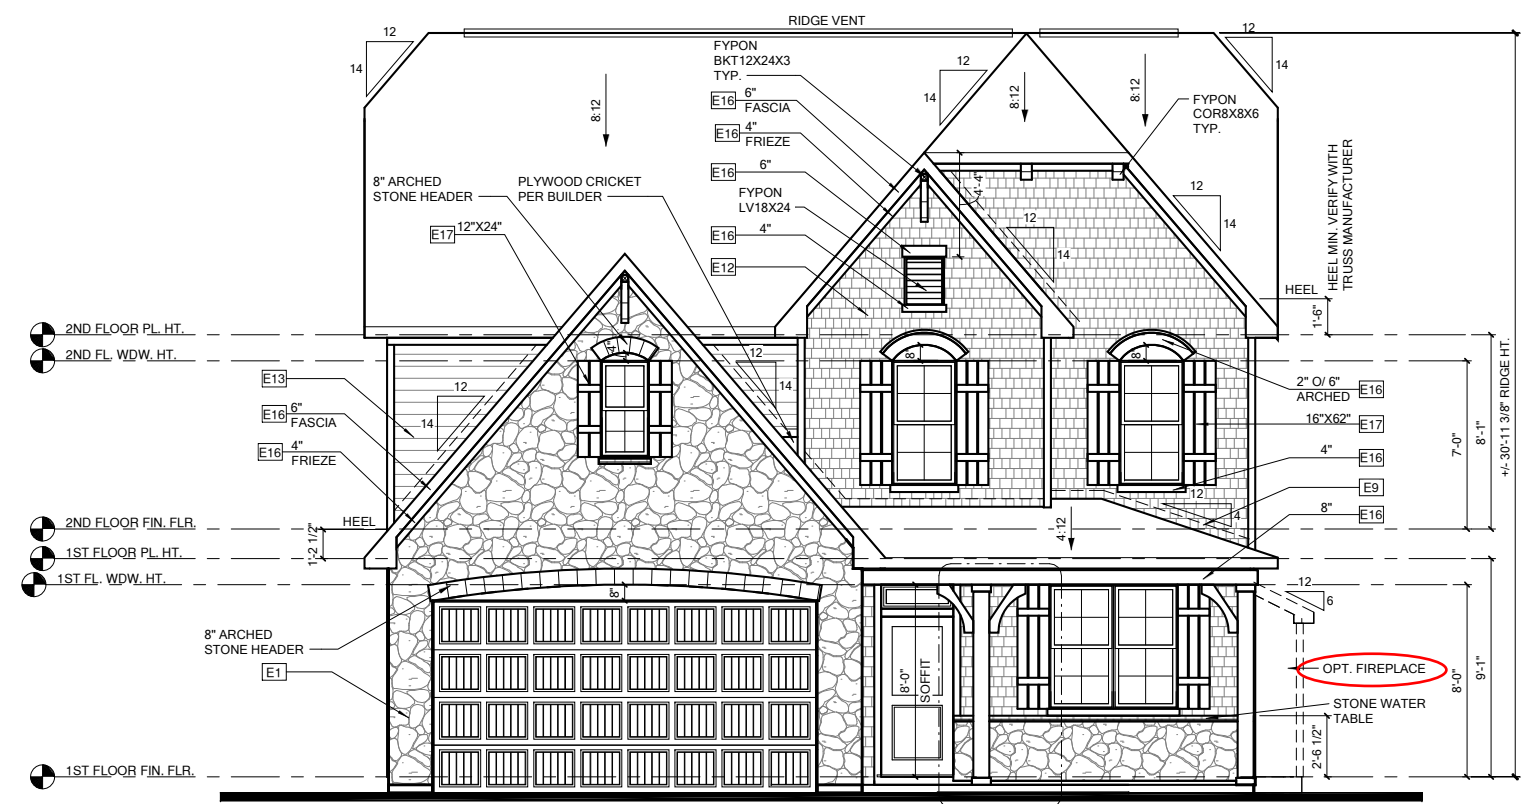 RIDGE VENT
12
14
8:12
FYPON
BKT12X24X3
TYP.
E16 6"
FASCIA
E16 4"
FRIEZE
E16 6"
FYPON
LV18X24
E16 4"
E12
12
14
8:12
8:12
FYPON
COR8X8X6
TYP.
12
14
HEEL MIN. VERIFY WITH
TRUSS MANUFACTURER
8" ARCHED
STONE HEADER
PLYWOOD CRICKET
PER BUILDER
E17 12"X24"
4'-4"
12
14
12
14
HEEL
1'-6"
2ND FLOOR PL. HT.
2ND FL. WDW. HT.
E13
E16 6"
FASCIA
E16 4"
FRIEZE
12
14
4"
12
14
8"
8"
2" O/ 6"
ARCHED
E16
16"X62"
E17
4"
E16
E9
8"
E16
12
4
4:12
7'-0"
8'-1"
+/- 30'-11 3/8" RIDGE HT.
2ND FLOOR FIN. FLR.
HEEL
1'-2 1/2"
1ST FLOOR PL. HT.
1ST FL. WDW. HT.
8"
8" ARCHED
STONE HEADER
E1
8'-0"
SOFFIT
12
6
OPT. FIREPLACE
STONE WATER
TABLE
2'-6 1/2"
8'-0"
9'-1"
1ST FLOOR FIN. FLR.